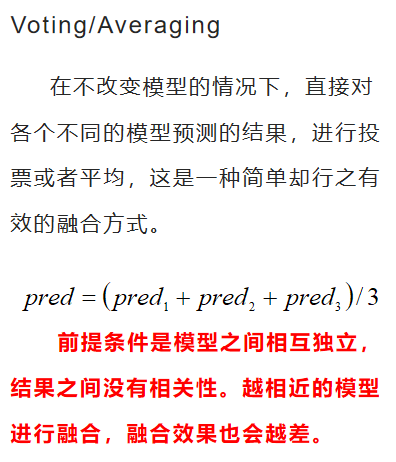 Voting/Averaging
在不改变模型的情况下，直接对
各个不同的模型预测的结果，进行投
票或者平均，这是一种简单却行之有
效的融合方式。
pred = (pred₁ + pred₂ + pred₃)/3
前提条件是模型之间相互独立，
结果之间没有相关性。越相近的模型
进行融合，融合效果也会越差。